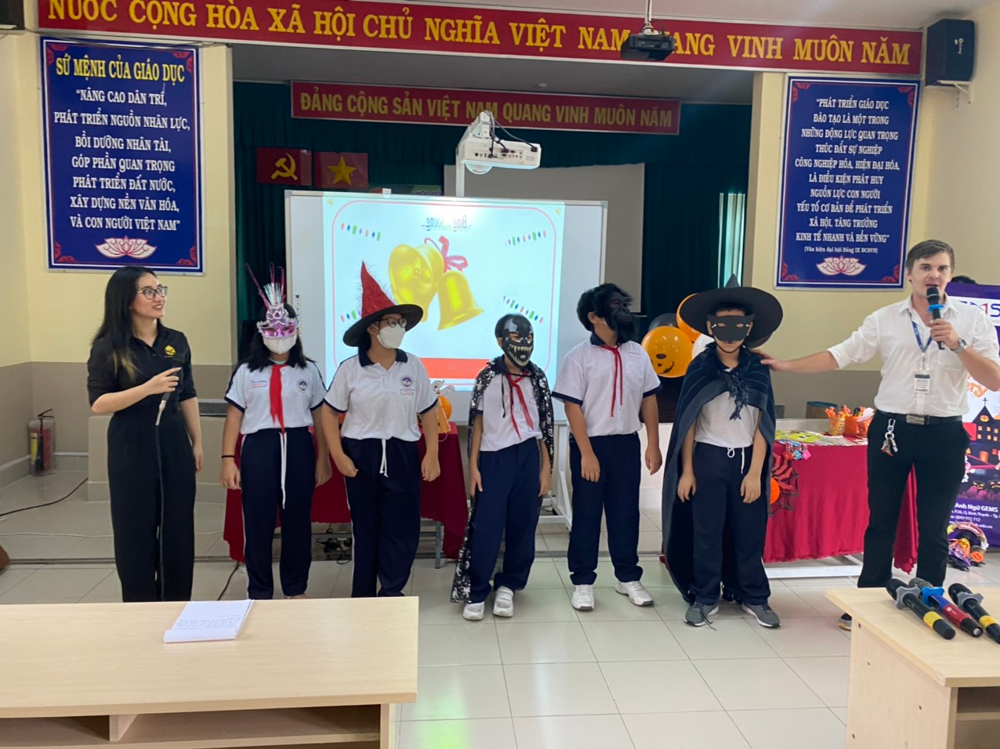 NƯỚC CỘNG HÒA XÃ HỘI CHỦ NGHĨA VIỆT NAM QUANG VINH MUÔN NĂM
ĐẢNG CỘNG SẢN VIỆT NAM QUANG VINH MUÔN NĂM
SỨ MỆNH CỦA GIÁO DỤC
"NÂNG CAO DÂN TRÍ,
PHÁT TRIỂN NGUỒN NHÂN LỰC,
BỒI DƯỠNG NHÂN TÀI,
GÓP PHẦN QUAN TRỌNG
PHÁT TRIỂN ĐẤT NƯỚC,
XÂY DỰNG NỀN VĂN HÓA,
VÀ CON NGƯỜI VIỆT NAM"
"PHÁT TRIỂN GIÁO DỤC
ĐÀO TẠO LÀ MỘT TRONG
NHỮNG ĐỘNG LỰC QUAN TRỌNG
THÚC ĐẨY SỰ NGHIỆP
CÔNG NGHIỆP HÓA, HIỆN ĐẠI HÓA,
LÀ ĐIỀU KIỆN PHÁT HUY
NGUỒN LỰC CON NGƯỜI
YẾU TỐ CƠ BẢN ĐỂ PHÁT TRIỂN
XÃ HỘI, TĂNG TRƯỞNG
KINH TẾ NHANH VÀ BỀN VỮNG"
(Văn kiện đại hội Đảng IX ĐCSVN)
Anh Ngữ GEMS